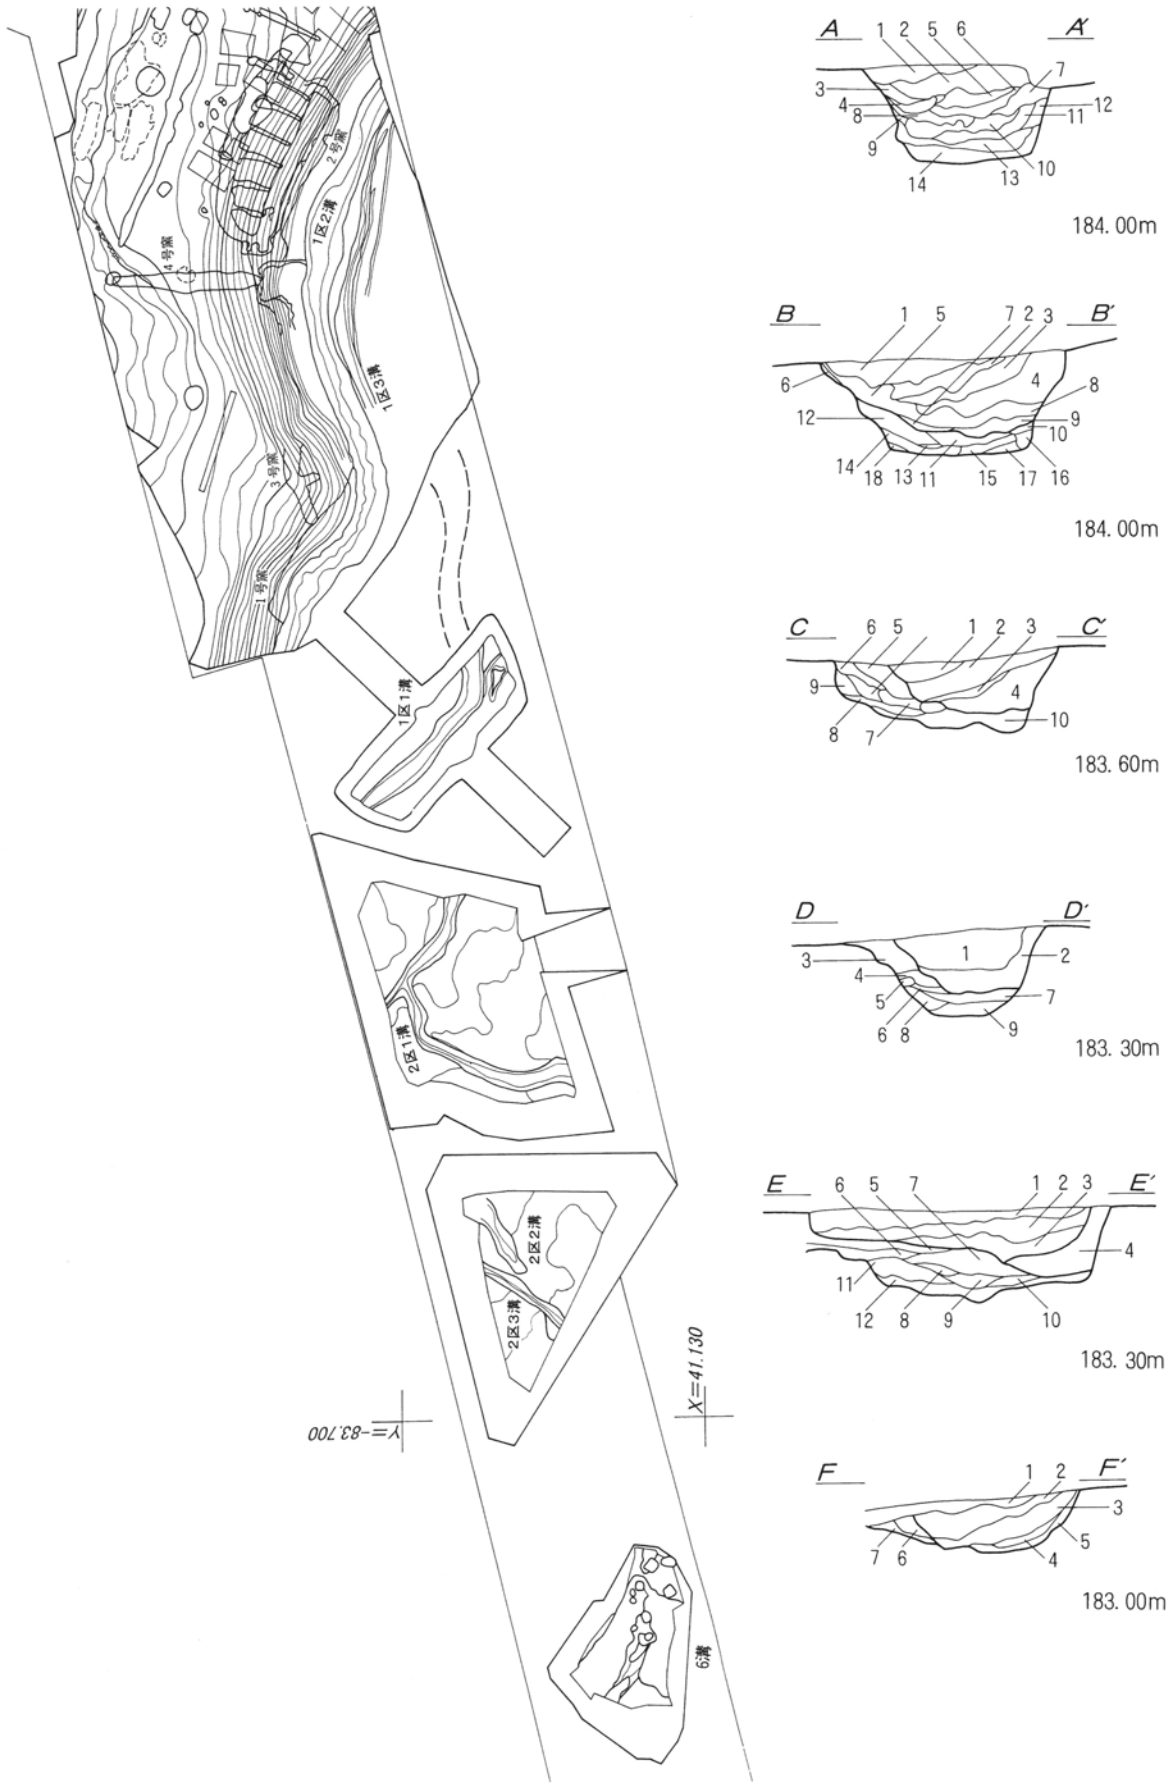 4号窯
2号窯
1区2溝
1区3溝
3号窯
1号窯
1区1溝
2区1溝
2区2溝
2区3溝
Y=-83.700
X=41.130
6溝
A A′
1 2 5 6
7
3
4
8
9
12
11
10
14 13
184.00m
B B′
1 5 7 2 3
6
4
8
12
9
10
14 18 13 11 15 17 16
184.00m
C C′
6 5 1 2 3
9
4
8 7
10
183.60m
D D′
1
3
2
4
5
7
6 8 9
183.30m
E E′
6 5 7 1 2 3
4
11
12 8 9 10
183.30m
F F′
1 2
3
7 6
5
4
183.00m